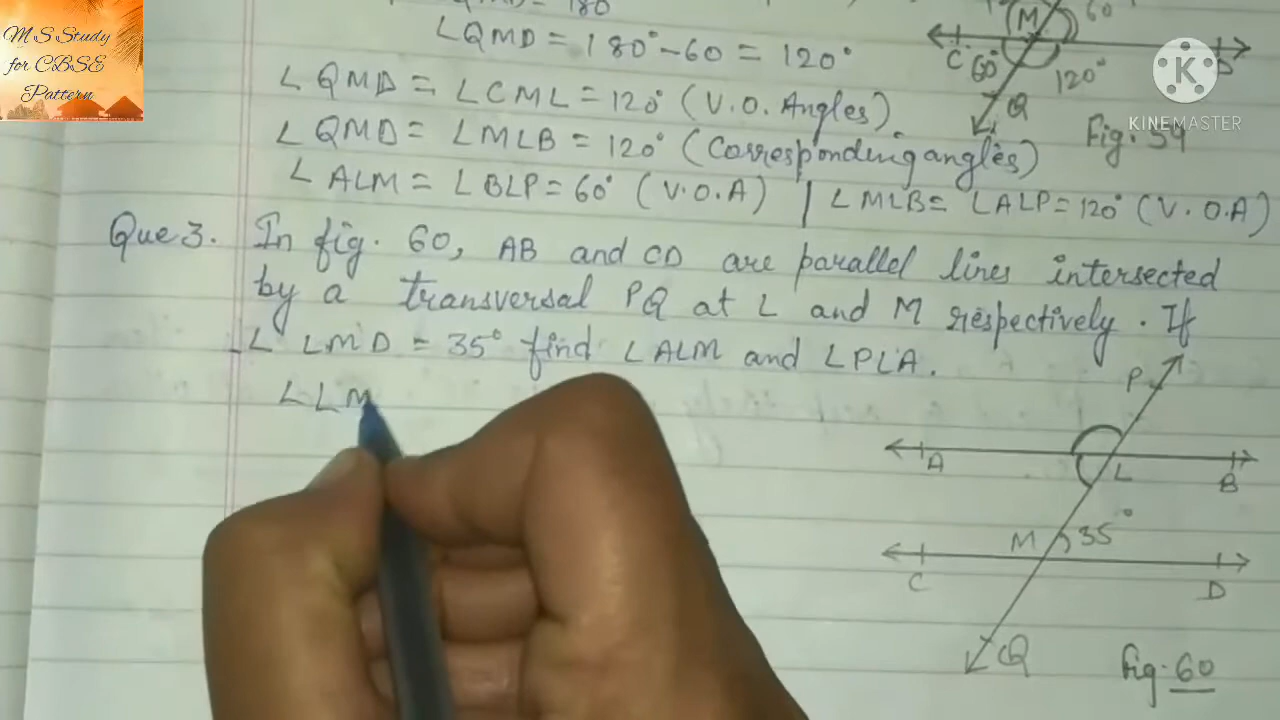 M S Study
for CBSE
Pattern
= 180
∠QMD = 180° - 60 = 120°
∠QMD = ∠CML = 120° (V.O. Angles)
∠QMD = ∠MLB = 120° (Corresponding angles)
∠ALM = ∠BLP = 60° (V.O.A) | ∠MLB = ∠ALP = 120° (V.O.A)
Que 3. In fig. 60, AB and CD are parallel lines intersected
by a transversal PQ at L and M respectively. If
∠LMD = 35° find ∠ALM and ∠PLA.
∠LM
M 60
C 60° 120° D
Q
Fig. 59
K
KINEMASTER
P
A L B
M 35°
C D
Q
Fig. 60